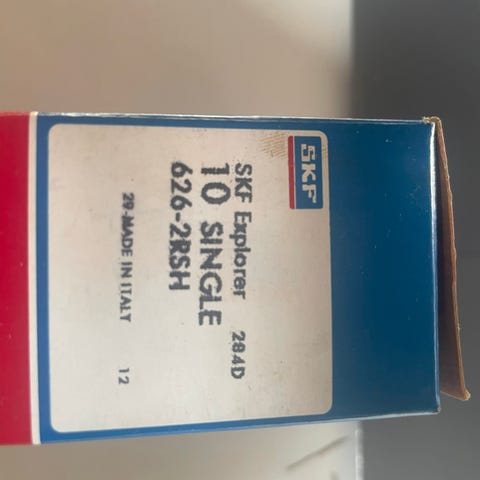 SKF
SKF Explorer 284D
10 SINGLE
626-2RSH
29-MADE IN ITALY 12